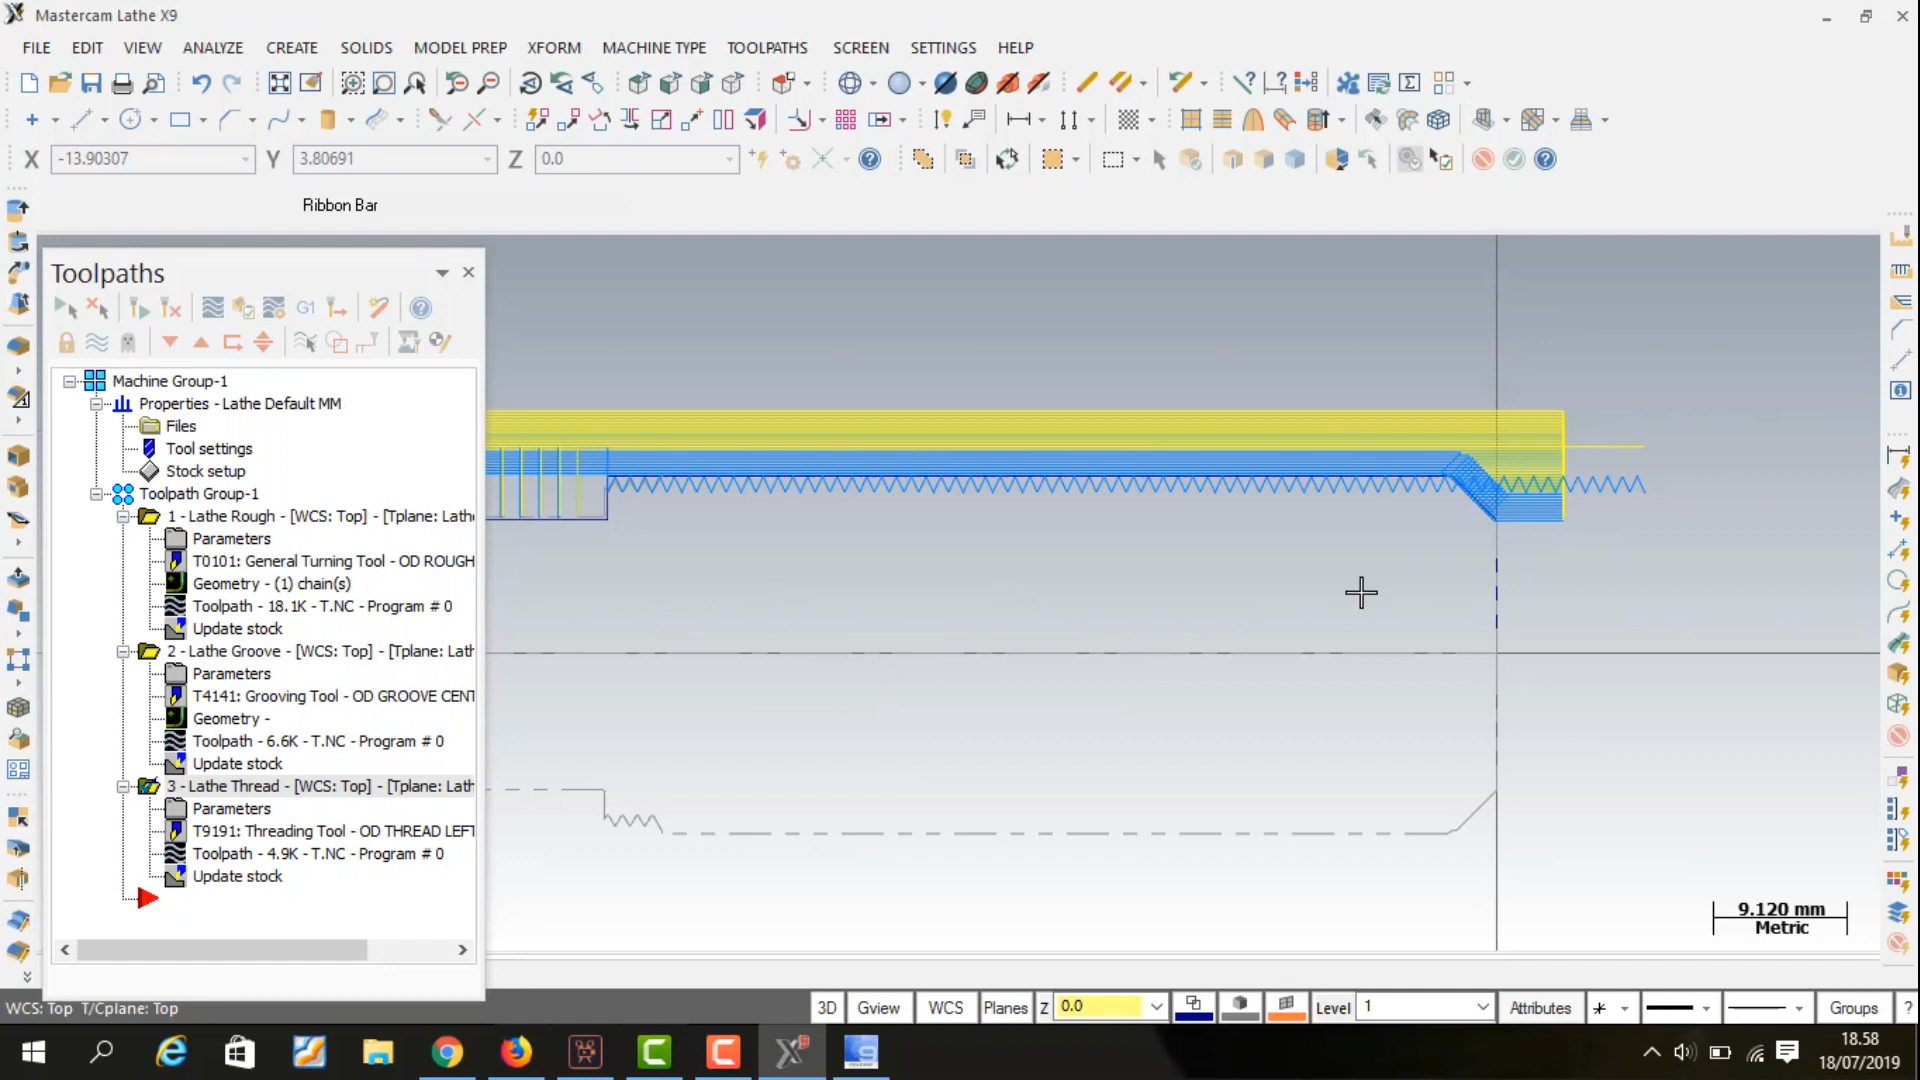 Mastercam Lathe X9
FILE EDIT VIEW ANALYZE CREATE SOLIDS MODEL PREP XFORM MACHINE TYPE TOOLPATHS SCREEN SETTINGS HELP
X -13.90307 Y 3.80691 Z 0.0
Ribbon Bar
Toolpaths
G1
Machine Group-1
Properties - Lathe Default MM
Files
Tool settings
Stock setup
Toolpath Group-1
1 - Lathe Rough - [WCS: Top] - [Tplane: Lath
Parameters
T0101: General Turning Tool - OD ROUGH
Geometry - (1) chain(s)
Toolpath - 18.1K - T.NC - Program # 0
Update stock
2 - Lathe Groove - [WCS: Top] - [Tplane: Lath
Parameters
T4141: Grooving Tool - OD GROOVE CENT
Geometry -
Toolpath - 6.6K - T.NC - Program # 0
Update stock
3 - Lathe Thread - [WCS: Top] - [Tplane: Lath
Parameters
T9191: Threading Tool - OD THREAD LEFT
Toolpath - 4.9K - T.NC - Program # 0
Update stock
9.120 mm
Metric
WCS: Top T/Cplane: Top
3D Gview WCS Planes Z 0.0 Level 1 Attributes Groups ?
18.58
18/07/2019